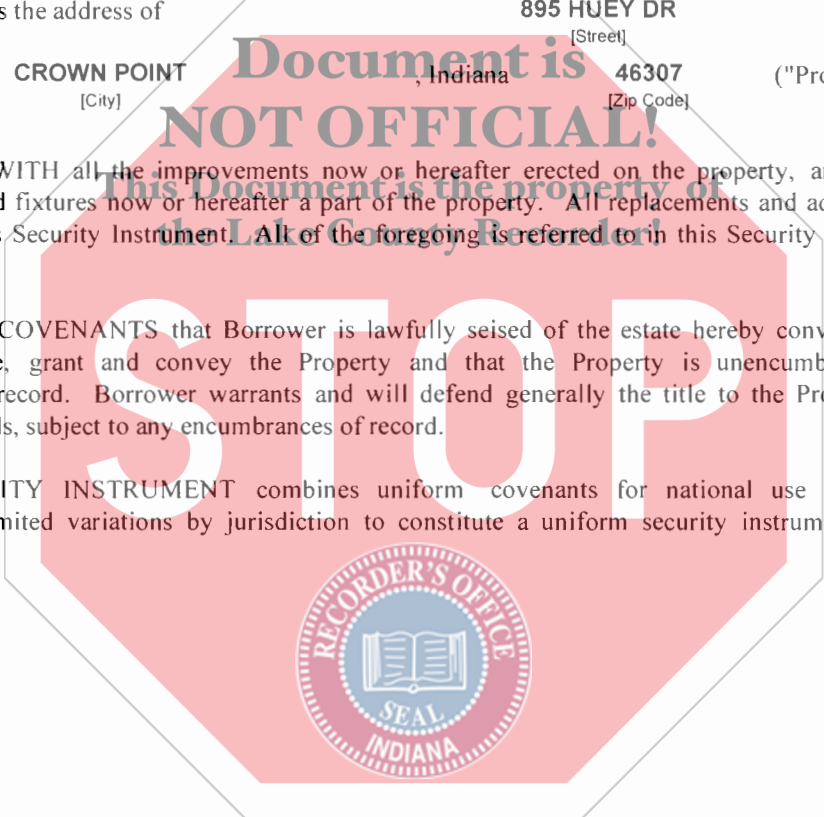 s the address of 895 HUEY DR
[Street]
CROWN POINT , Indiana 46307 ("Pro
[City] [Zip Code]
Document is
NOT OFFICIAL!
This Document is the property of
the Lake County Recorder!
WITH all the improvements now or hereafter erected on the property, a
d fixtures now or hereafter a part of the property. All replacements and ad
s Security Instrument. All of the foregoing is referred to in this Security
COVENANTS that Borrower is lawfully seised of the estate hereby conv
e, grant and convey the Property and that the Property is unencumb
record. Borrower warrants and will defend generally the title to the Pro
ls, subject to any encumbrances of record.
ITY INSTRUMENT combines uniform covenants for national use
mited variations by jurisdiction to constitute a uniform security instrum
STOP
RECORDER'S OFFICE
SEAL
INDIANA